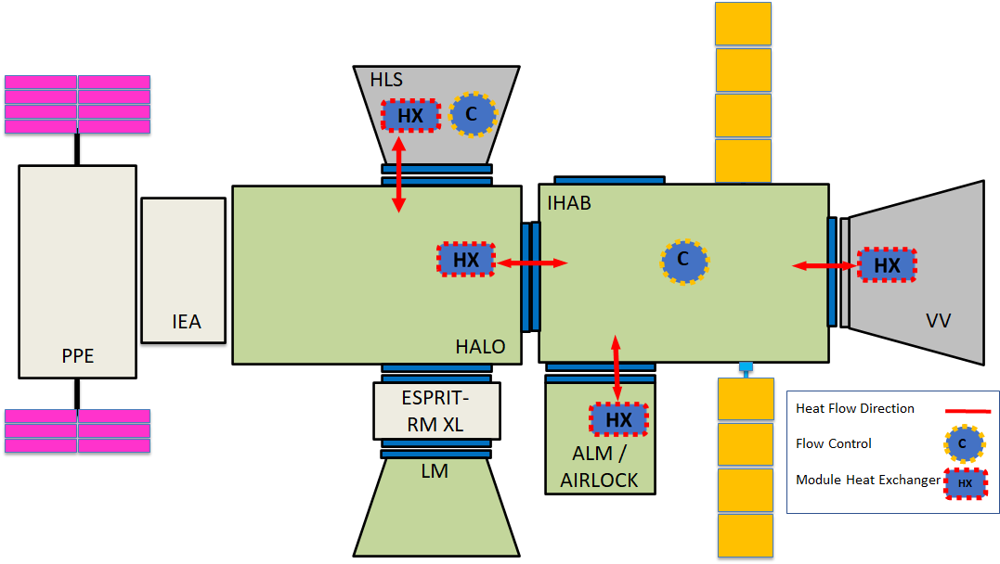 HLS
HX
C
IHAB
HX
C
HX
IEA
VV
HALO
PPE
ESPRIT-
RM XL
HX
LM
ALM /
AIRLOCK
Heat Flow Direction
Flow Control
C
Module Heat Exchanger
HX